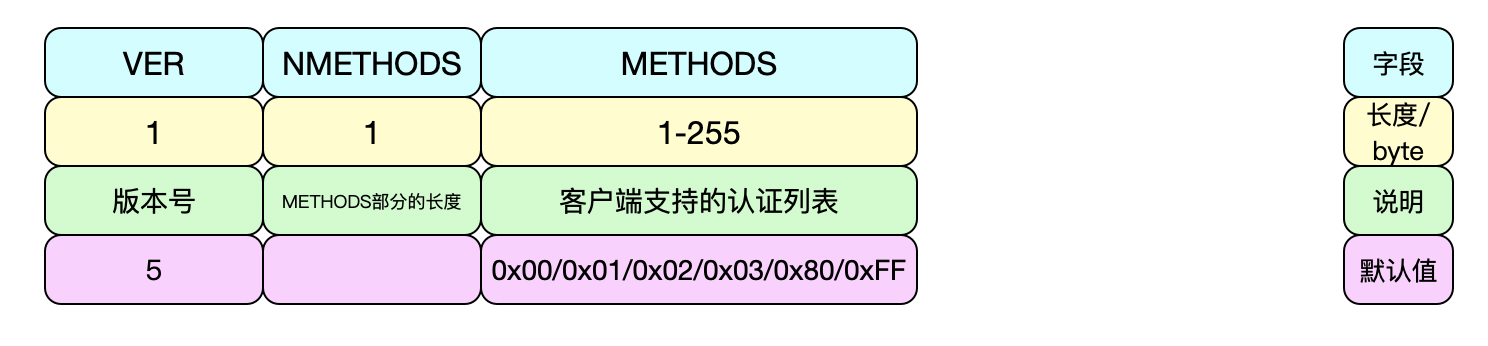 VER NMETHODS METHODS 字段
1 1 1-255 长度/
byte
版本号 METHODS部分的长度 客户端支持的认证列表 说明
5 0x00/0x01/0x02/0x03/0x80/0xFF 默认值